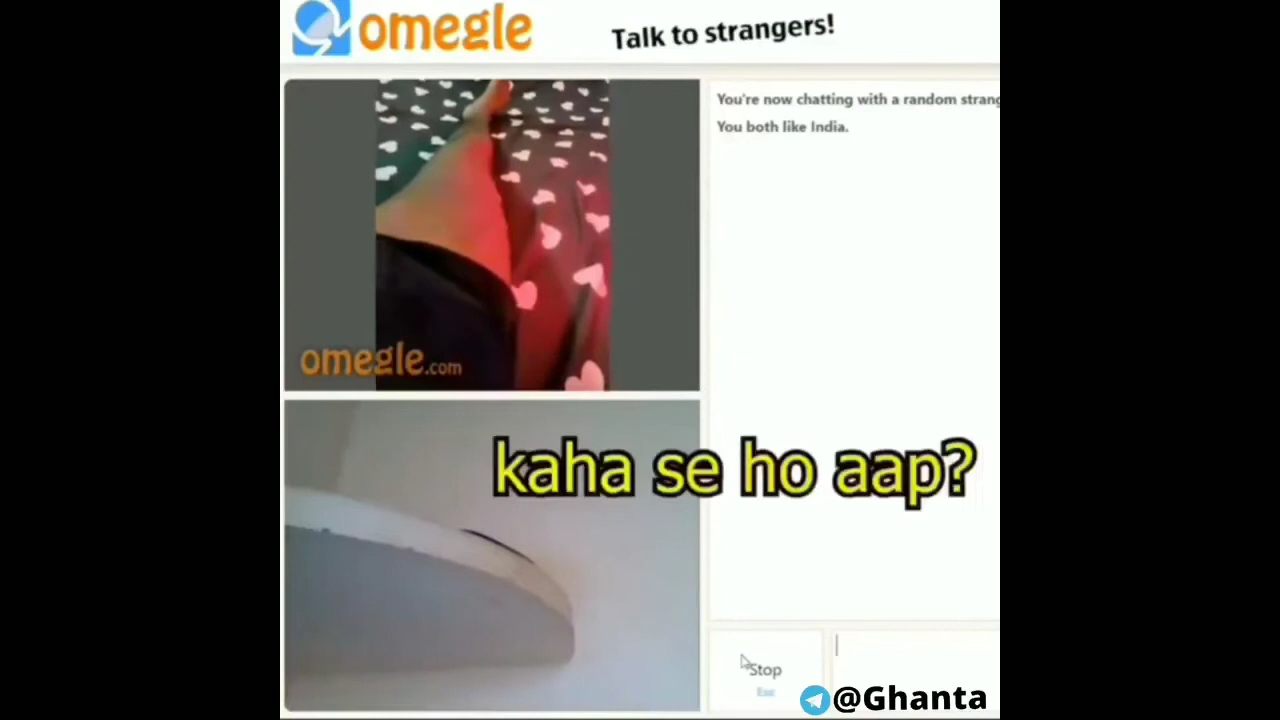 omegle
Talk to strangers!
You're now chatting with a random strang
You both like India.
omegle.com
kaha se ho aap?
Stop
Esc
@Ghanta